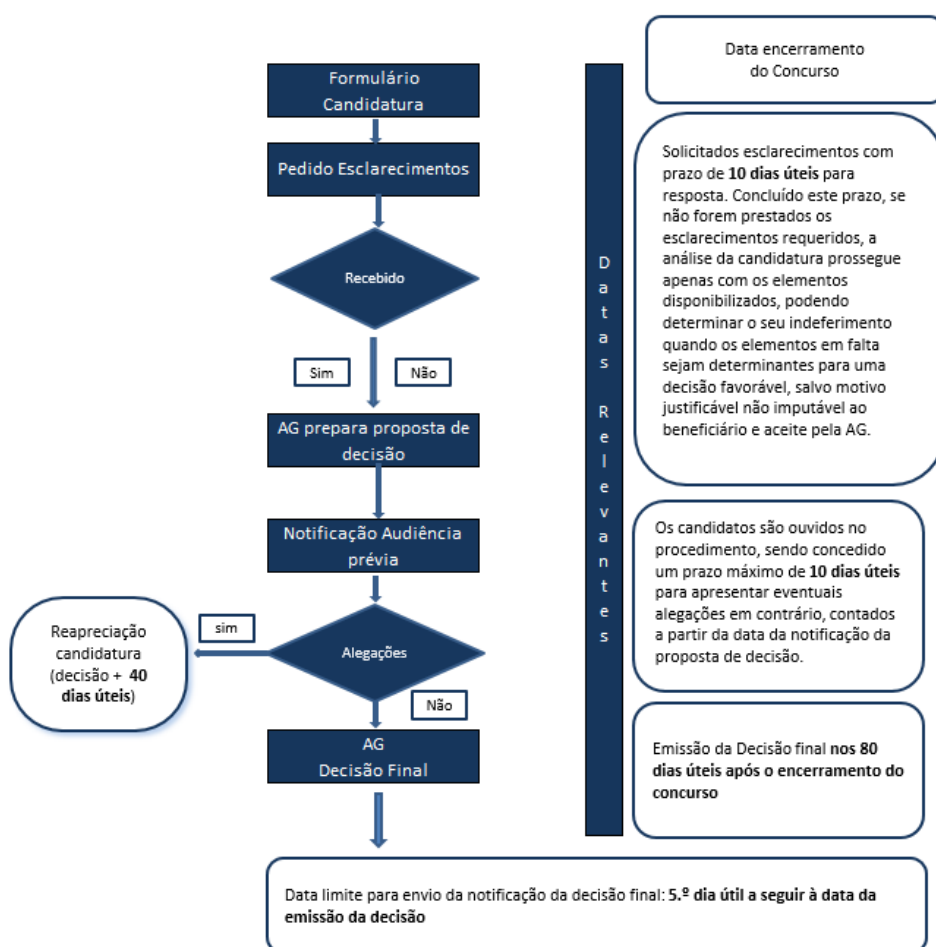 Formulário
Candidatura
Pedido Esclarecimentos
Recebido
Sim
Não
AG prepara proposta de
decisão
Notificação Audiência
prévia
Alegações
sim
Reapreciação
candidatura
(decisão + 40
dias úteis)
Não
AG
Decisão Final
Datas Relevantes
Data encerramento
do Concurso
Solicitados esclarecimentos com
prazo de 10 dias úteis para
resposta. Concluído este prazo, se
não forem prestados os
esclarecimentos requeridos, a
análise da candidatura prossegue
apenas com os elementos
disponibilizados, podendo
determinar o seu indeferimento
quando os elementos em falta
sejam determinantes para uma
decisão favorável, salvo motivo
justificável não imputável ao
beneficiário e aceite pela AG.
Os candidatos são ouvidos no
procedimento, sendo concedido
um prazo máximo de 10 dias úteis
para apresentar eventuais
alegações em contrário, contados
a partir da data da notificação da
proposta de decisão.
Emissão da Decisão final nos 80
dias úteis após o encerramento do
concurso
Data limite para envio da notificação da decisão final: 5.º dia útil a seguir à data da
emissão da decisão